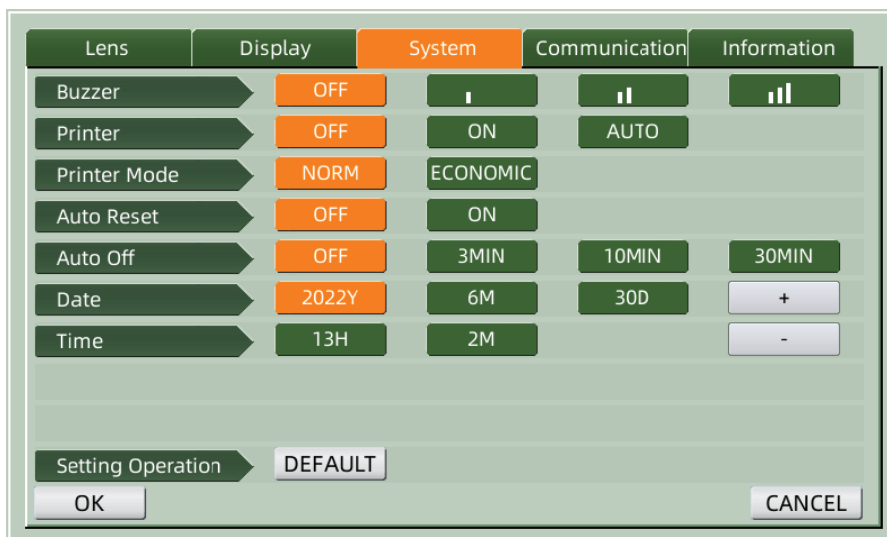 Lens Display System Communication Information
Buzzer OFF
Printer OFF ON AUTO
Printer Mode NORM ECONOMIC
Auto Reset OFF ON
Auto Off OFF 3MIN 10MIN 30MIN
Date 2022Y 6M 30D +
Time 13H 2M -
Setting Operation DEFAULT
OK CANCEL